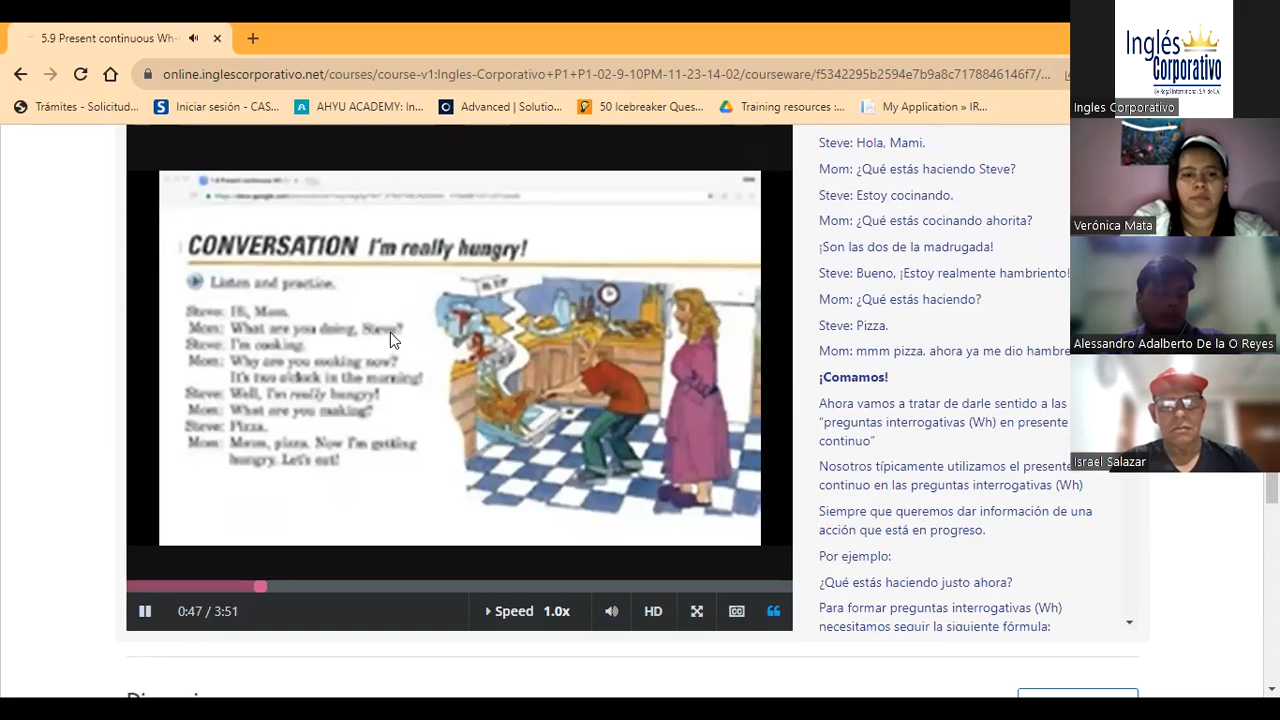 5.9 Present continuous Wh-
online.inglescorporativo.net/courses/course-v1:Ingles-Corporativo+P1+P1-02-9-10PM-11-23-14-02/courseware/f5342295b2594e7b9a8c7178846146f7/...
Trámites - Solicitud...
Iniciar sesión - CAS...
AHYU ACADEMY: In...
Advanced | Solutio...
50 Icebreaker Ques...
Training resources :...
My Application » IR...
CONVERSATION I'm really hungry!
Listen and practice.
Steve: Hi, Mom.
Mom: What are you doing, Steve?
Steve: I'm cooking.
Mom: Why are you cooking now?
It's two o'clock in the morning!
Steve: Well, I'm really hungry!
Mom: What are you making?
Steve: Pizza.
Mom: Mmm, pizza. Now I'm getting
hungry. Let's eat!
0:47 / 3:51
Speed 1.0x
HD
CC
Steve: Hola, Mami.
Mom: ¿Qué estás haciendo Steve?
Steve: Estoy cocinando.
Mom: ¿Qué estás cocinando ahorita?
¡Son las dos de la madrugada!
Steve: Bueno, ¡Estoy realmente hambriento!
Mom: ¿Qué estás haciendo?
Steve: Pizza.
Mom: mmm pizza, ahora ya me dio hambre
¡Comamos!
Ahora vamos a tratar de darle sentido a las
“preguntas interrogativas (Wh) en presente
continuo”
Nosotros típicamente utilizamos el presente
continuo en las preguntas interrogativas (Wh)
Siempre que queremos dar información de una
acción que está en progreso.
Por ejemplo:
¿Qué estás haciendo justo ahora?
Para formar preguntas interrogativas (Wh)
necesitamos seguir la siguiente fórmula:
Inglés
Corporativo
Ingles Corporativo
Verónica Mata
Alessandro Adalberto De la O Reyes
Israel Salazar